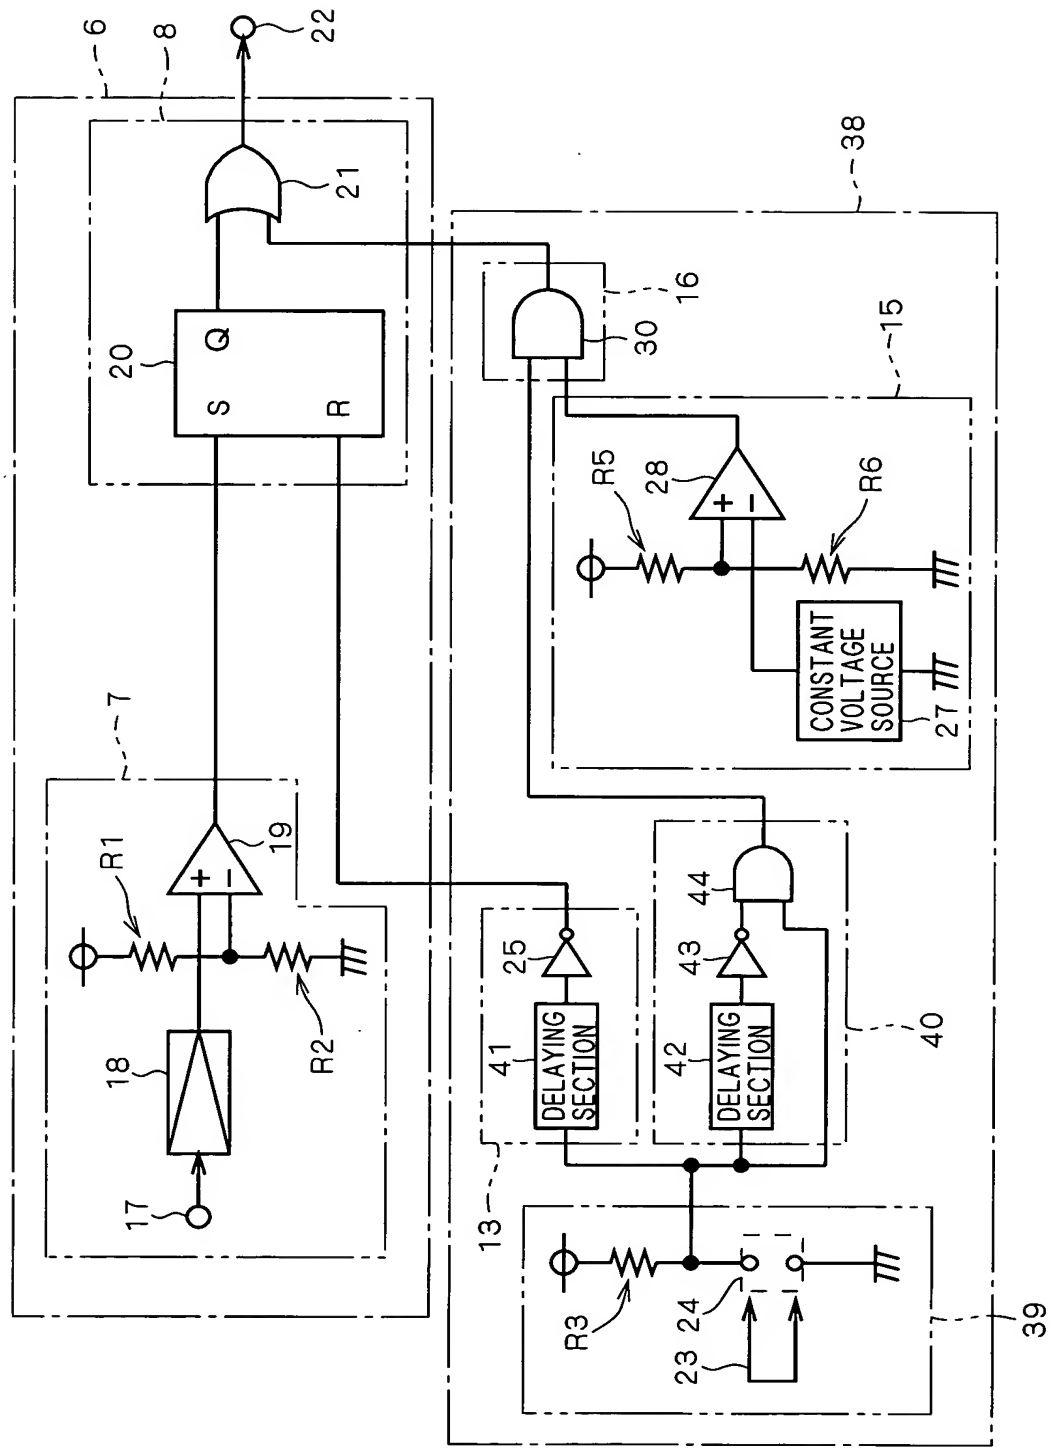 6
8
22
21
20
Q
S
R
7
R1
19
+
−
18
17
R2
38
16
30
15
R5
28
+
−
R6
CONSTANT
VOLTAGE
SOURCE
27
25
41
DELAYING
SECTION
13
44
43
42
DELAYING
SECTION
40
R3
24
23
39